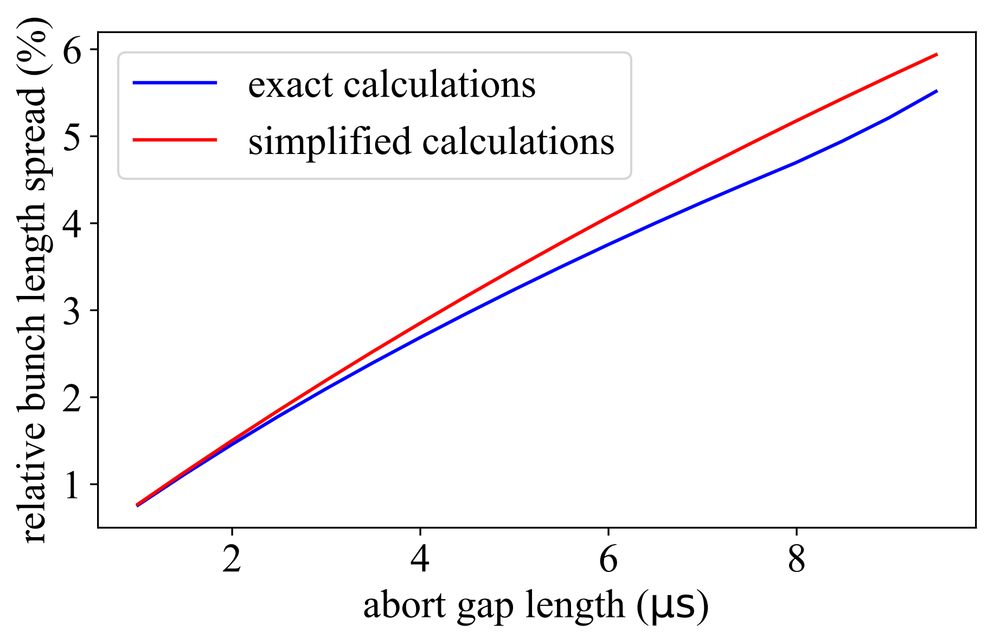 relative bunch length spread (%)
6
5
4
3
2
1
exact calculations
simplified calculations
2
4
6
8
abort gap length (μs)